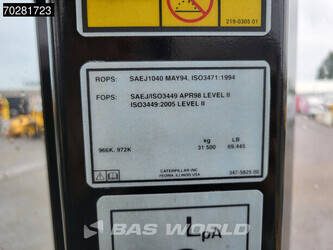 70281723
219-0305 01
ROPS: SAEJ1040 MAY94, ISO3471:1994
FOPS: SAEJ/ISO3449 APR98 LEVEL II
ISO3449:2005 LEVEL II
kg LB
966K, 972K 31 500 69,445
CATERPILLAR INC.
PEORIA, ILLINOIS USA
347-5825 00
BAS WORLD
LpA